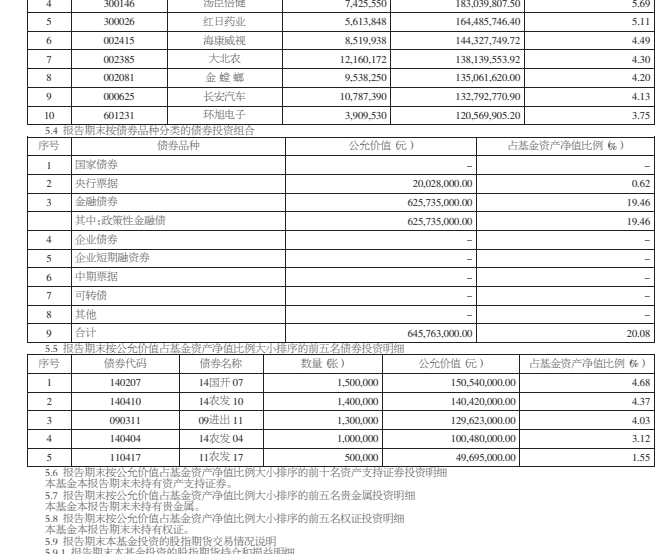 4 300146 汤臣倍健 7,425,550 183,039,807.50 5.69
5 300026 红日药业 5,613,848 164,485,746.40 5.11
6 002415 海康威视 8,519,938 144,327,749.72 4.49
7 002385 大北农 12,160,172 138,139,553.92 4.30
8 002081 金 螳 螂 9,538,250 135,061,620.00 4.20
9 000625 长安汽车 10,787,390 132,792,770.90 4.13
10 601231 环旭电子 3,909,530 120,569,905.20 3.75
5.4 报告期末按债券品种分类的债券投资组合
序号 债券品种 公允价值(元) 占基金资产净值比例(%)
1 国家债券 – –
2 央行票据 20,028,000.00 0.62
3 金融债券 625,735,000.00 19.46
其中:政策性金融债 625,735,000.00 19.46
4 企业债券 – –
5 企业短期融资券 – –
6 中期票据 – –
7 可转债 – –
8 其他 – –
9 合计 645,763,000.00 20.08
5.5 报告期末按公允价值占基金资产净值比例大小排序的前五名债券投资明细
序号 债券代码 债券名称 数量(张) 公允价值(元) 占基金资产净值比例(%)
1 140207 14国开07 1,500,000 150,540,000.00 4.68
2 140410 14农发10 1,400,000 140,420,000.00 4.37
3 090311 09进出11 1,300,000 129,623,000.00 4.03
4 140404 14农发04 1,000,000 100,480,000.00 3.12
5 110417 11农发17 500,000 49,695,000.00 1.55
5.6 报告期末按公允价值占基金资产净值比例大小排序的前十名资产支持证券投资明细
本基金本报告期末未持有资产支持证券。
5.7 报告期末按公允价值占基金资产净值比例大小排序的前五名贵金属投资明细
本基金本报告期末未持有贵金属。
5.8 报告期末按公允价值占基金资产净值比例大小排序的前五名权证投资明细
本基金本报告期末未持有权证。
5.9 报告期末本基金投资的股指期货交易情况说明
5.9.1 报告期末本基金投资的股指期货持仓和损益明细